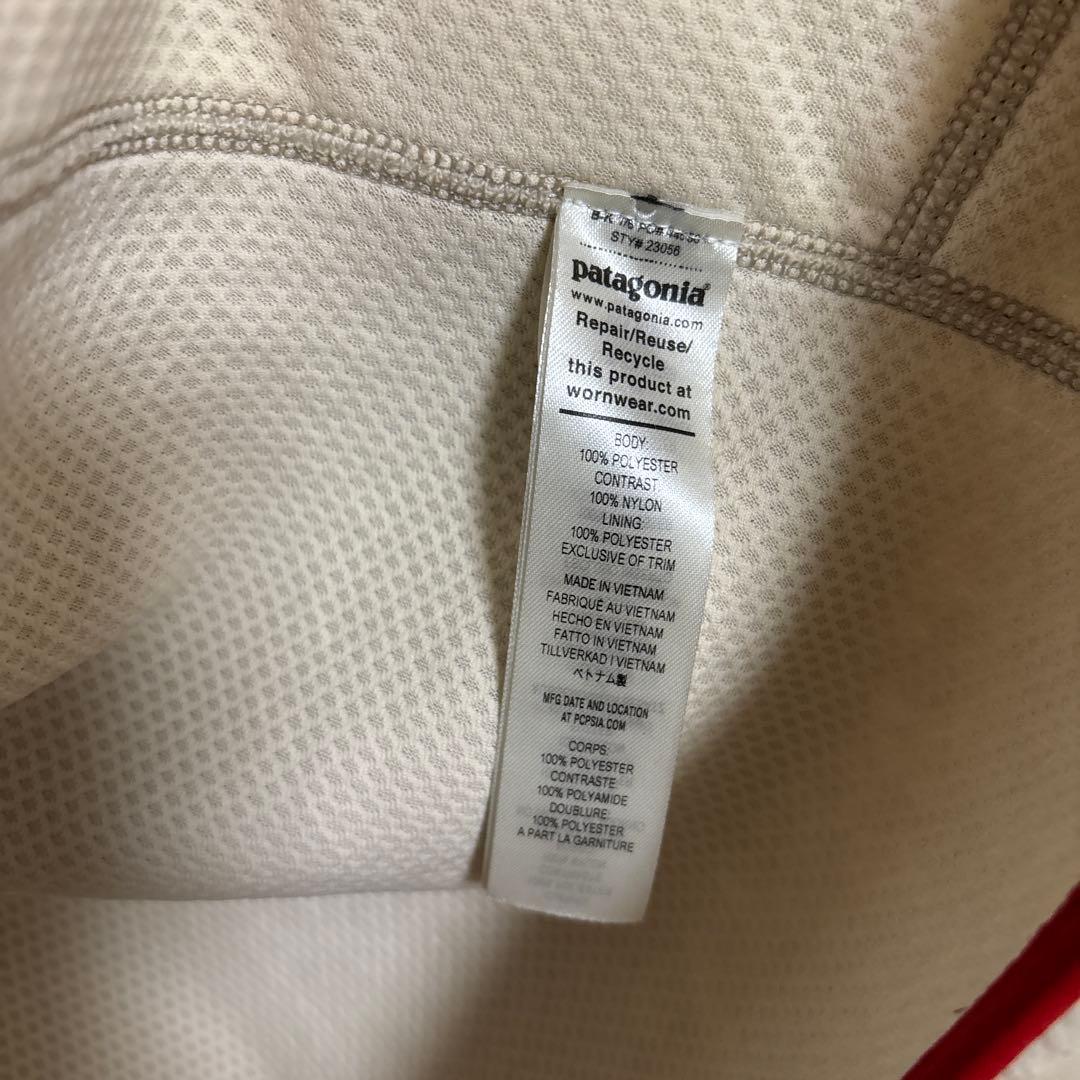 STY# 23056
patagonia®
www.patagonia.com
Repair/Reuse/
Recycle
this product at
wornwear.com
BODY:
100% POLYESTER
CONTRAST
100% NYLON
LINING:
100% POLYESTER
EXCLUSIVE OF TRIM
MADE IN VIETNAM
FABRIQUÉ AU VIETNAM
HECHO EN VIETNAM
FATTO IN VIETNAM
TILLVERKAD I VIETNAM
ベトナム製
MFG DATE AND LOCATION
AT PCPSIA.COM
CORPS:
100% POLYESTER
CONTRASTE:
100% POLYAMIDE
DOUBLURE:
100% POLYESTER
A PART LA GARNITURE